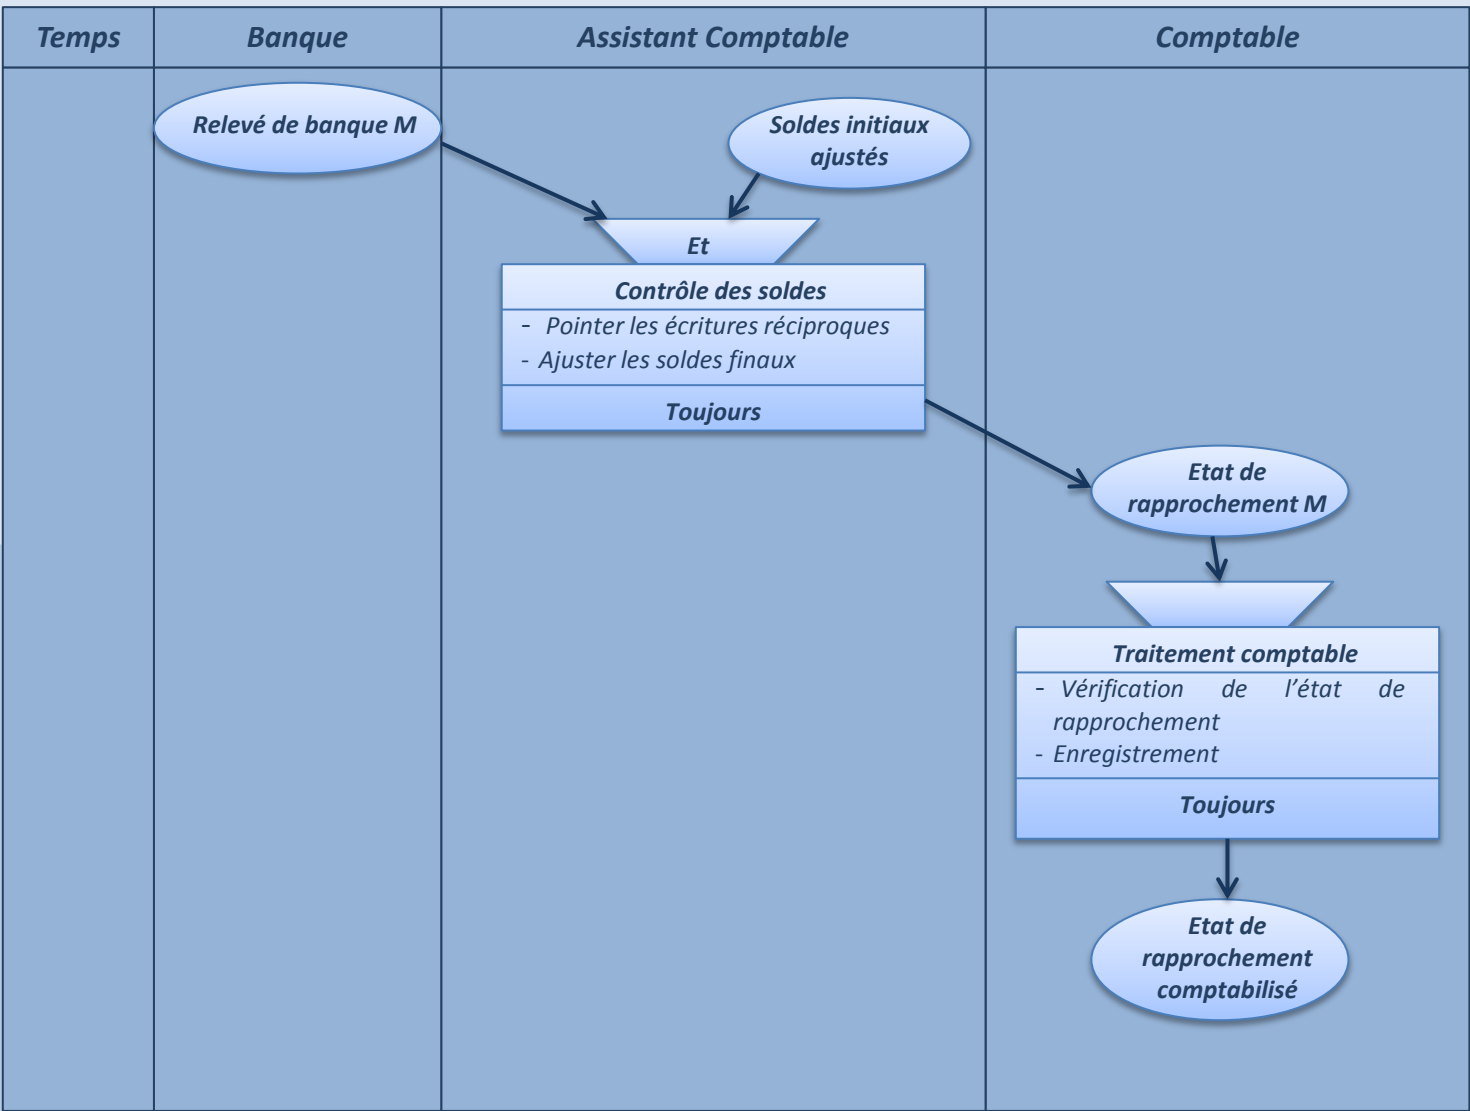 Temps Banque Assistant Comptable Comptable
Relevé de banque M
Soldes initiaux
ajustés
Et
Contrôle des soldes
- Pointer les écritures réciproques
- Ajuster les soldes finaux
Toujours
Etat de
rapprochement M
Traitement comptable
- Vérification de l’état de
rapprochement
- Enregistrement
Toujours
Etat de
rapprochement
comptabilisé